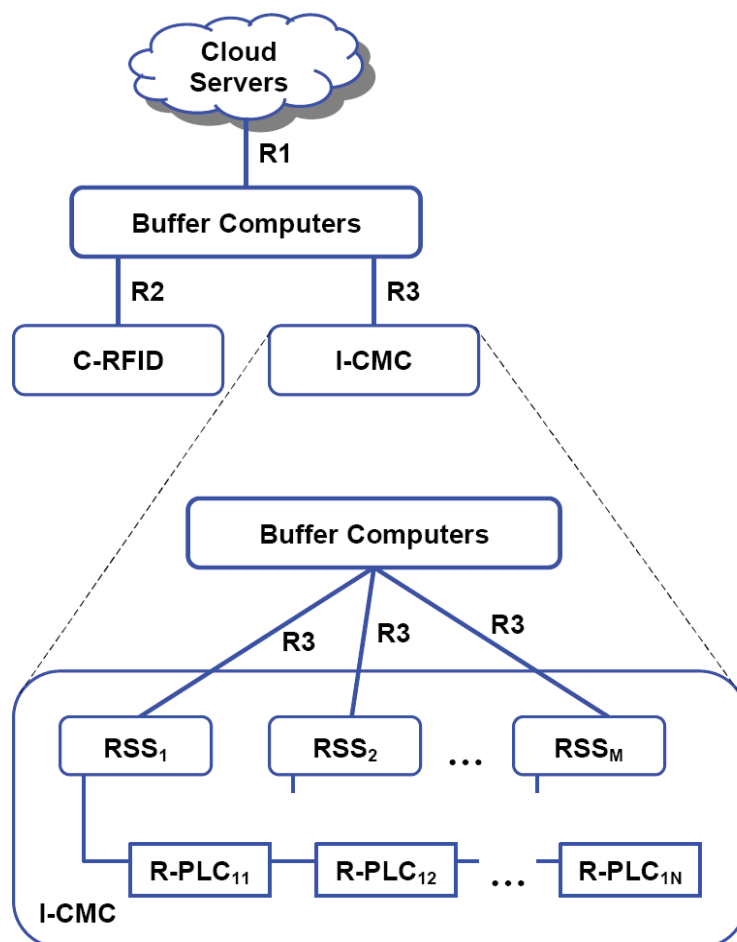 Cloud
Servers
R1
Buffer Computers
R2
R3
C-RFID
I-CMC
Buffer Computers
R3
R3
R3
RSS₁
RSS₂
...
RSS_M
R-PLC₁₁
R-PLC₁₂
...
R-PLC₁N
I-CMC